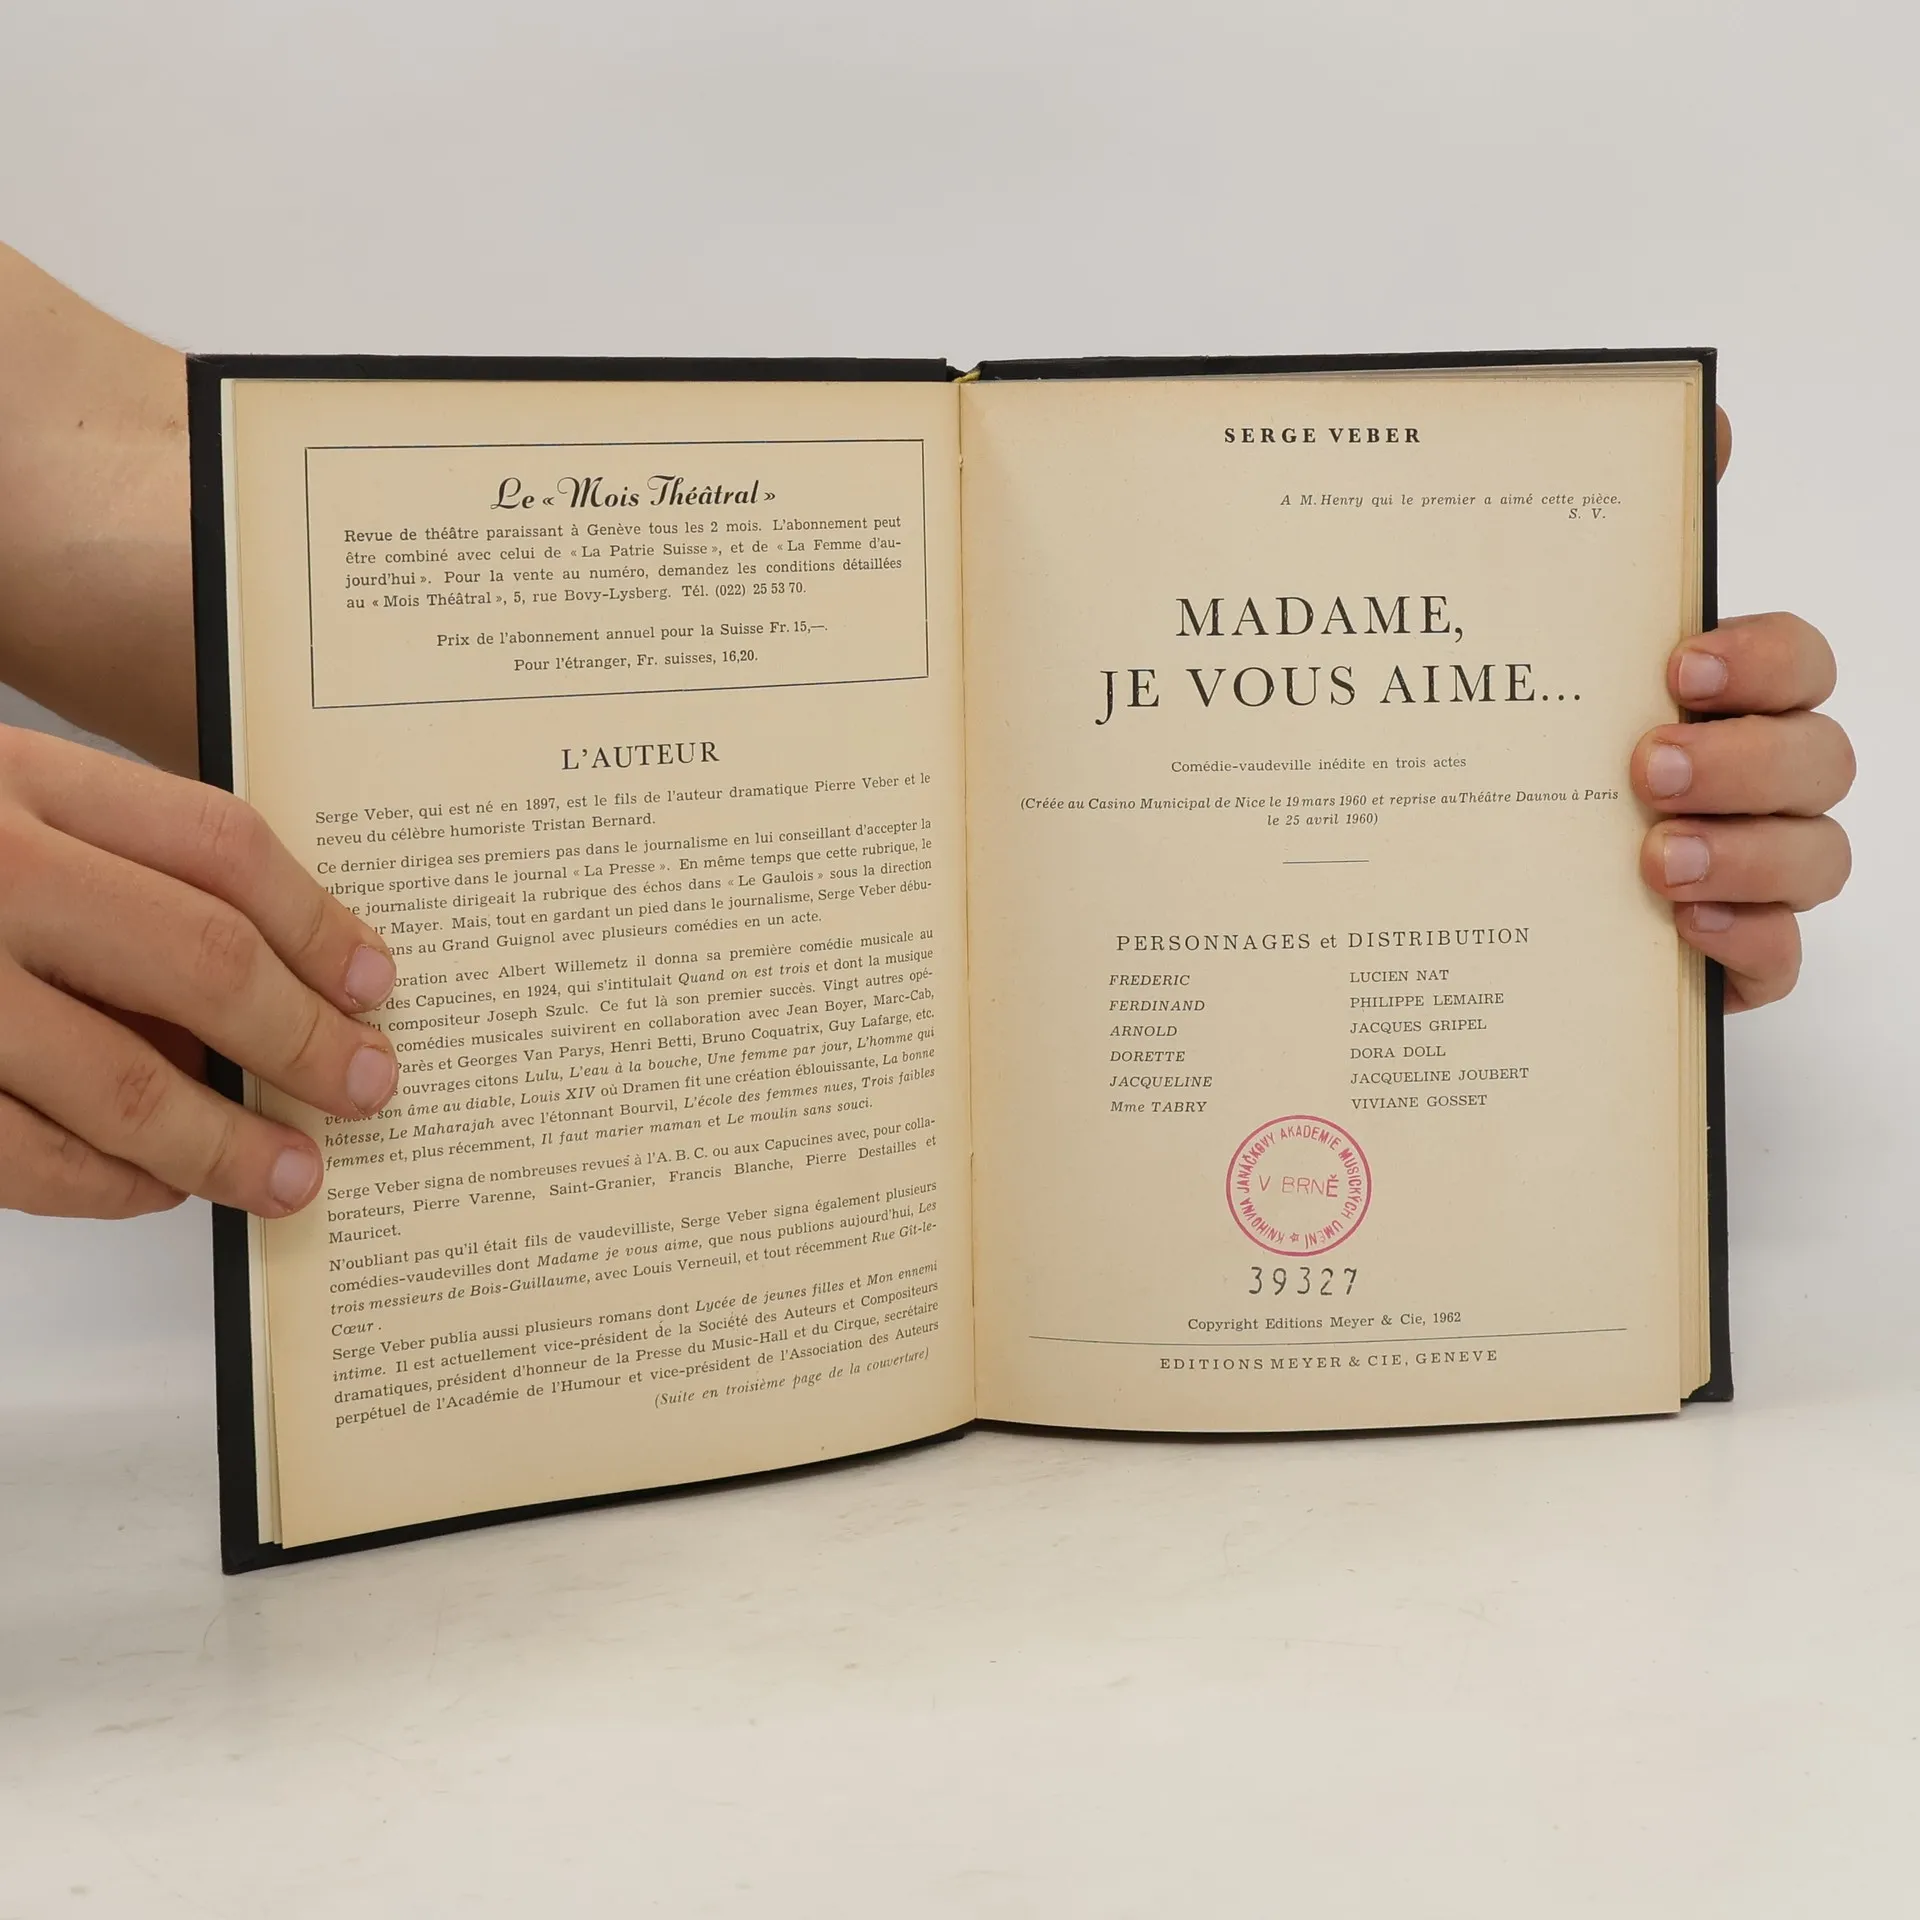 Le « Mois Théâtral »
Revue de théâtre paraissant à Genève tous les 2 mois. L'abonnement peut
être combiné avec celui de « La Patrie Suisse », et de « La Femme d'au-
jourd'hui ». Pour la vente au numéro, demandez les conditions détaillées
au « Mois Théâtral », 5, rue Bovy-Lysberg. Tél. (022) 25 53 70.
Prix de l'abonnement annuel pour la Suisse Fr. 15,—.
Pour l'étranger, Fr. suisses, 16,20.
L'AUTEUR
Serge Veber, qui est né en 1897, est le fils de l'auteur dramatique Pierre Veber et le
neveu du célèbre humoriste Tristan Bernard.
Ce dernier dirigea ses premiers pas dans le journalisme en lui conseillant d'accepter la
ubrique sportive dans le journal « La Presse ». En même temps que cette rubrique, le
e journaliste dirigeait la rubrique des échos dans « Le Gaulois » sous la direction
ur Mayer. Mais, tout en gardant un pied dans le journalisme, Serge Veber débu-
ans au Grand Guignol avec plusieurs comédies en un acte.
oration avec Albert Willemetz il donna sa première comédie musicale au
des Capucines, en 1924, qui s'intitulait Quand on est trois et dont la musique
u compositeur Joseph Szulc. Ce fut là son premier succès. Vingt autres opé-
comédies musicales suivirent en collaboration avec Jean Boyer, Marc-Cab,
Parès et Georges Van Parys, Henri Betti, Bruno Coquatrix, Guy Lafarge, etc.
s ouvrages citons Lulu, L'eau à la bouche, Une femme par jour, L'homme qui
son âme au diable, Louis XIV où Dramen fit une création éblouissante, La bonne
hôtesse, Le Maharajah avec l'étonnant Bourvil, L'école des femmes nues, Trois faibles
femmes et, plus récemment, Il faut marier maman et Le moulin sans souci.
Serge Veber signa de nombreuses revues à l'A. B. C. ou aux Capucines avec, pour colla-
borateurs, Pierre Varenne, Saint-Granier, Francis Blanche, Pierre Destailles et
Mauricet.
N'oubliant pas qu'il était fils de vaudevilliste, Serge Veber signa également plusieurs
comédies-vaudevilles dont Madame je vous aime, que nous publions aujourd'hui, Les
trois messieurs de Bois-Guillaume, avec Louis Verneuil, et tout récemment Rue Gît-le-
Cœur.
Serge Veber publia aussi plusieurs romans dont Lycée de jeunes filles et Mon ennemi
intime. Il est actuellement vice-président de la Société des Auteurs et Compositeurs
dramatiques, président d'honneur de la Presse du Music-Hall et du Cirque, secrétaire
perpétuel de l'Académie de l'Humour et vice-président de l'Association des Auteurs
(Suite en troisième page de la couverture)
SERGE VEBER
A M. Henry qui le premier a aimé cette pièce.
S. V.
MADAME,
JE VOUS AIME...
Comédie-vaudeville inédite en trois actes
(Créée au Casino Municipal de Nice le 19 mars 1960 et reprise au Théâtre Daunou à Paris
le 25 avril 1960)
PERSONNAGES et DISTRIBUTION
FREDERIC LUCIEN NAT
FERDINAND PHILIPPE LEMAIRE
ARNOLD JACQUES GRIPEL
DORETTE DORA DOLL
JACQUELINE JACQUELINE JOUBERT
Mme TABRY VIVIANE GOSSET
KNIHOVNA JANÁČKOVY AKADEMIE MUSICKÝCH UMĚNÍ
V BRNĚ
39327
Copyright Editions Meyer & Cie, 1962
EDITIONS MEYER & CIE, GENEVE